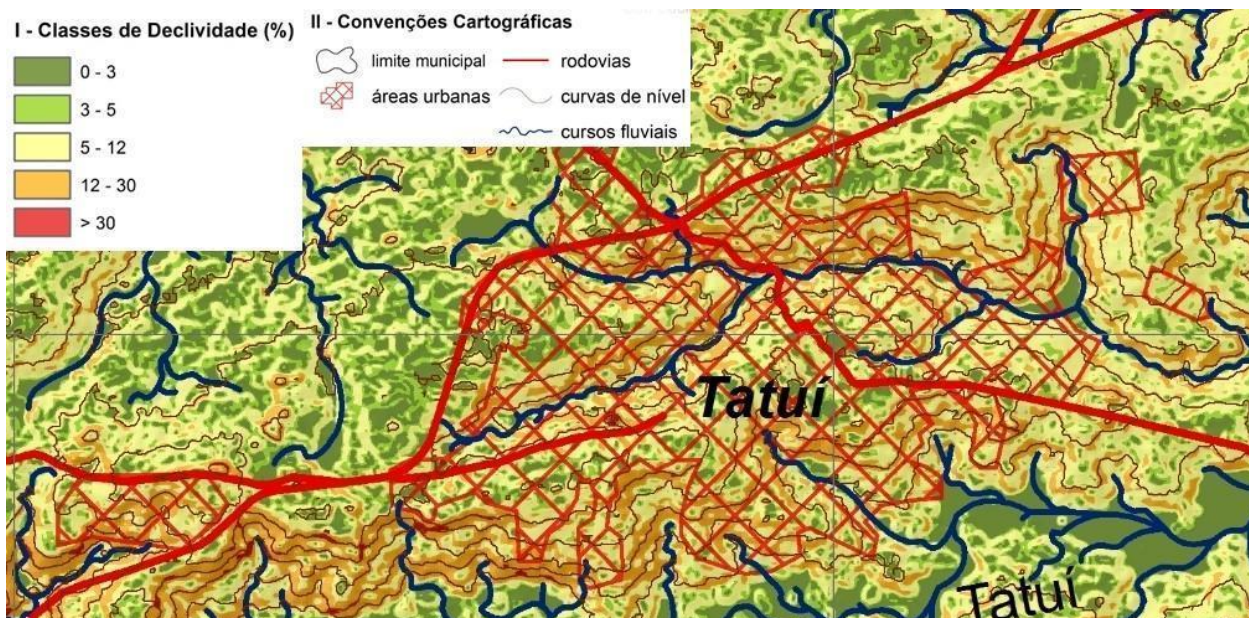 I - Classes de Declividade (%)
0 - 3
3 - 5
5 - 12
12 - 30
> 30
II - Convenções Cartográficas
limite municipal
rodovias
áreas urbanas
curvas de nível
cursos fluviais
Tatuí
Tatuí